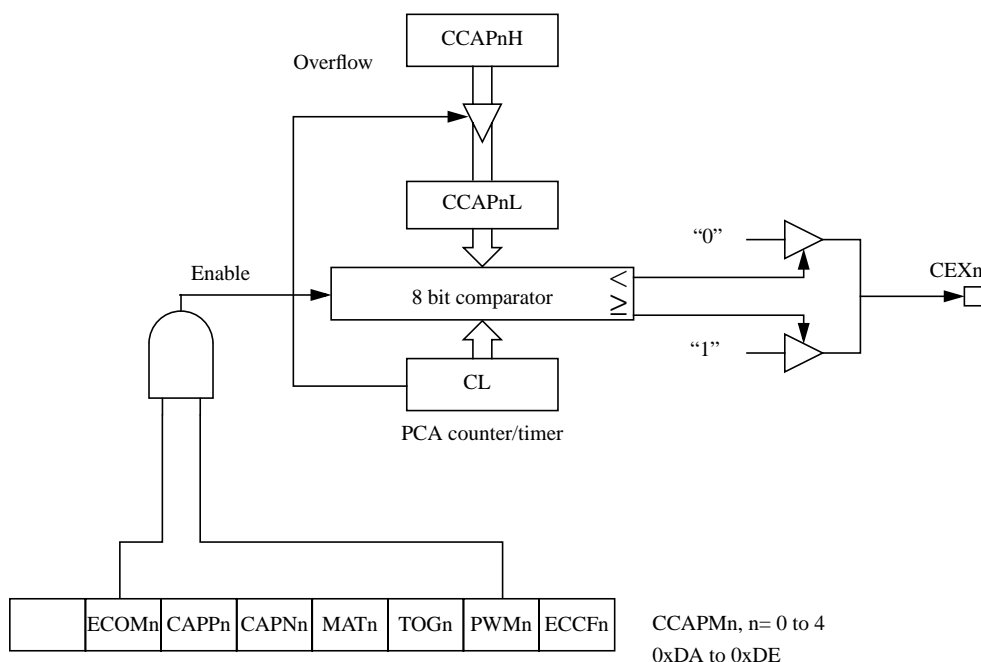 CCAPnH
Overflow
CCAPnL
“0”
Enable
<
CEXn
8 bit comparator
≥
“1”
CL
PCA counter/timer
ECOMn CAPPn CAPNn MATn TOGn PWMn ECCFn
CCAPMn, n= 0 to 4
0xDA to 0xDE